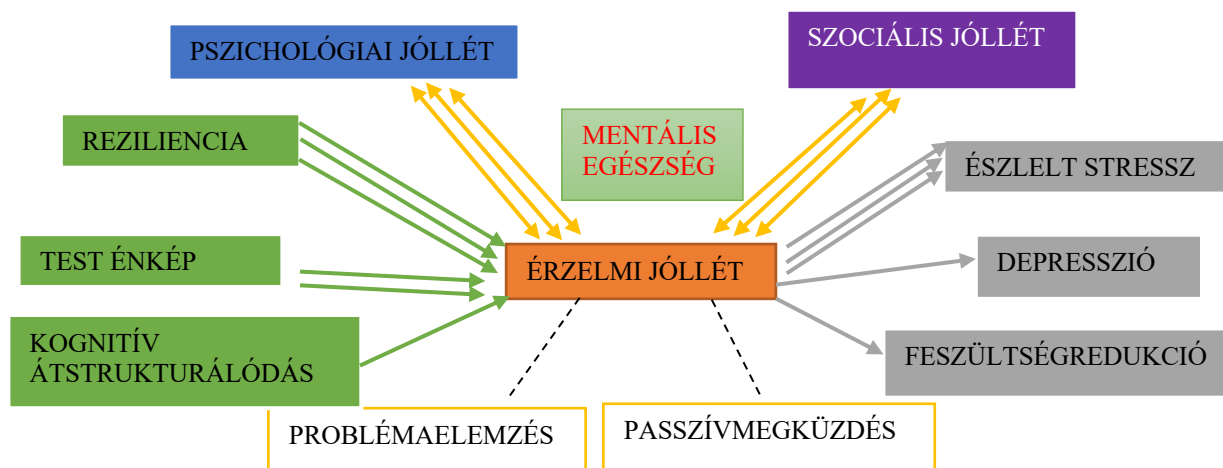 PSZICHOLÓGIAI JÓLLÉT
SZOCIÁLIS JÓLLÉT
REZILIENCIA
MENTÁLIS
EGÉSZSÉG
ÉSZLELT STRESSZ
TEST ÉNKÉP
ÉRZELMI JÓLLÉT
DEPRESSZIÓ
KOGNITÍV
ÁTSTRUKTURÁLÓDÁS
FESZÜLTSÉGREDUKCIÓ
PROBLÉMAELEMZÉS
PASSZÍVMEGKÜZDÉS